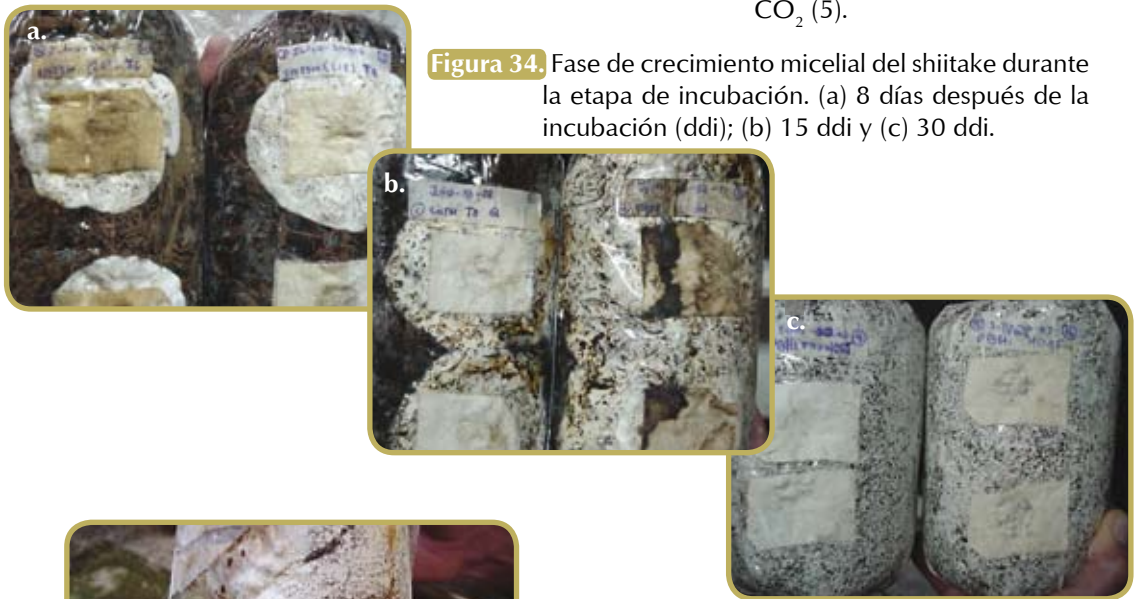 CO₂ (5).
Figura 34. Fase de crecimiento micelial del shiitake durante
la etapa de incubación. (a) 8 días después de la
incubación (ddi); (b) 15 ddi y (c) 30 ddi.
a.
b.
c.